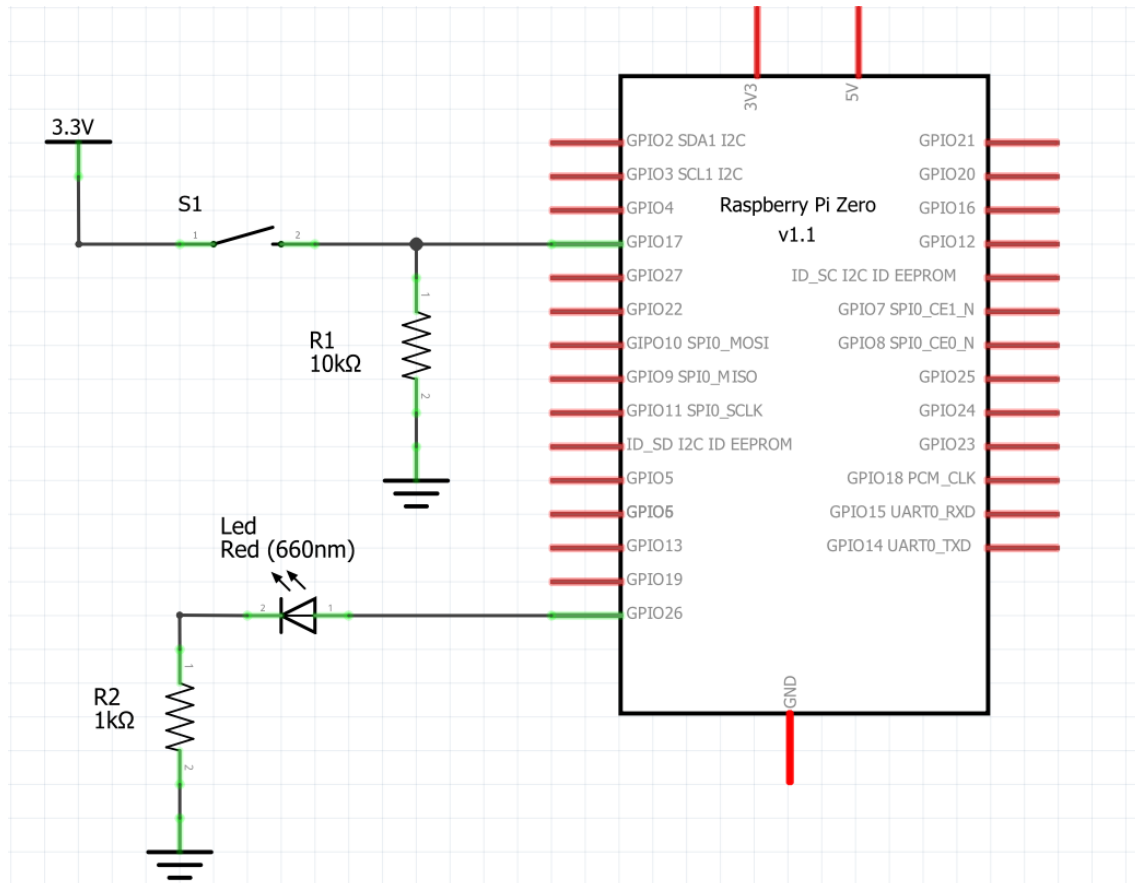 3V3
5V
3.3V
GPIO2 SDA1 I2C
GPIO21
GPIO3 SCL1 I2C
GPIO20
S1
GPIO4
Raspberry Pi Zero
GPIO16
v1.1
1
2
GPIO17
GPIO12
GPIO27
ID_SC I2C ID EEPROM
1
GPIO22
GPIO7 SPI0_CE1_N
R1
10kΩ
GIPO10 SPI0_MOSI
GPIO8 SPI0_CE0_N
GPIO9 SPI0_MISO
GPIO25
2
GPIO11 SPI0_SCLK
GPIO24
ID_SD I2C ID EEPROM
GPIO23
GPIO5
GPIO18 PCM_CLK
GPIO6
GPIO15 UART0_RXD
Led
Red (660nm)
GPIO13
GPIO14 UART0_TXD
GPIO19
2
1
GPIO26
1
R2
1kΩ
GND
2